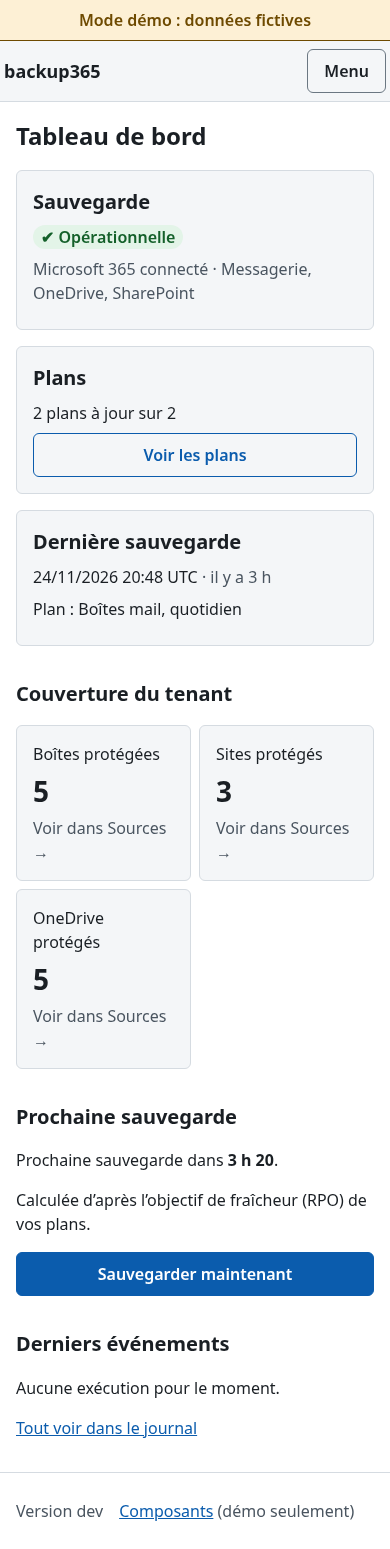 Mode démo : données fictives
backup365
Menu
Tableau de bord
Sauvegarde
✔ Opérationnelle
Microsoft 365 connecté · Messagerie,
OneDrive, SharePoint
Plans
2 plans à jour sur 2
Voir les plans
Dernière sauvegarde
24/11/2026 20:48 UTC · il y a 3 h
Plan : Boîtes mail, quotidien
Couverture du tenant
Boîtes protégées
5
Voir dans Sources
→
Sites protégés
3
Voir dans Sources
→
OneDrive
protégés
5
Voir dans Sources
→
Prochaine sauvegarde
Prochaine sauvegarde dans 3 h 20.
Calculée d’après l’objectif de fraîcheur (RPO) de
vos plans.
Sauvegarder maintenant
Derniers événements
Aucune exécution pour le moment.
Tout voir dans le journal
Version dev Composants (démo seulement)